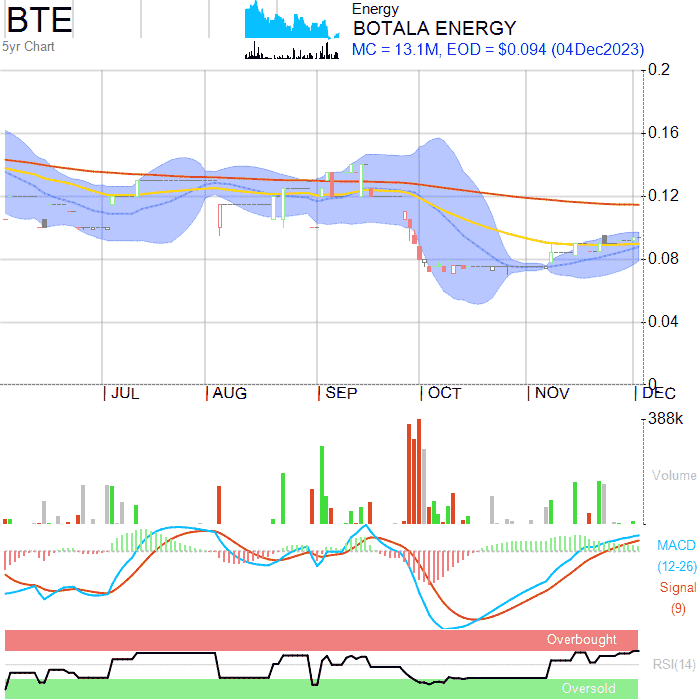 BTE
5yr Chart
Energy
BOTALA ENERGY
MC = 13.1M, EOD = $0.094 (04Dec2023)
0.2
0.16
0.12
0.08
0.04
0
JUL AUG SEP OCT NOV DEC
388k
Volume
MACD
(12-26)
Signal
(9)
Overbought
RSI(14)
Oversold